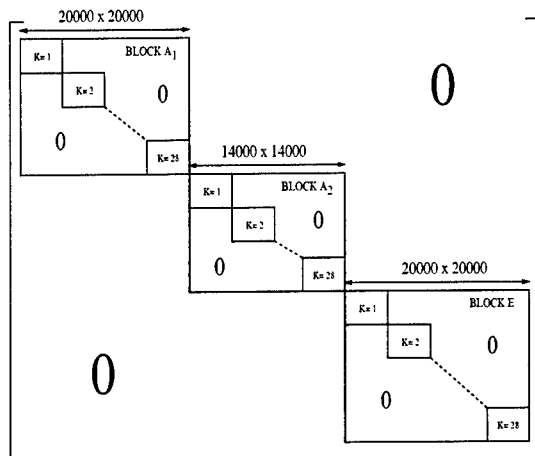 20000 x 20000
BLOCK A1
K= 1
K= 2
0
0
0
K= 28
14000 x 14000
BLOCK A2
K= 1
K= 2
0
0
K= 28
20000 x 20000
BLOCK E
K= 1
K= 2
0
0
0
K= 28